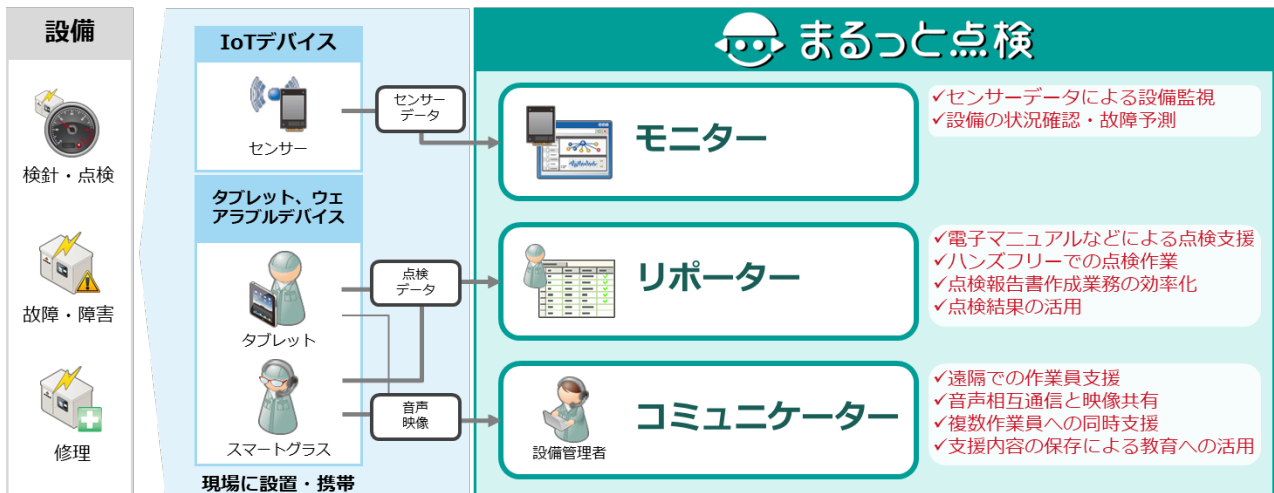 設備
検針・点検
故障・障害
修理
IoTデバイス
センサー
タブレット、ウェ
アラブルデバイス
タブレット
スマートグラス
現場に設置・携帯
センサー
データ
点検
データ
音声
映像
まるっと点検
モニター
✓センサーデータによる設備監視
✓設備の状況確認・故障予測
リポーター
✓電子マニュアルなどによる点検支援
✓ハンズフリーでの点検作業
✓点検報告書作成業務の効率化
✓点検結果の活用
設備管理者
コミュニケーター
✓遠隔での作業員支援
✓音声相互通信と映像共有
✓複数作業員への同時支援
✓支援内容の保存による教育への活用